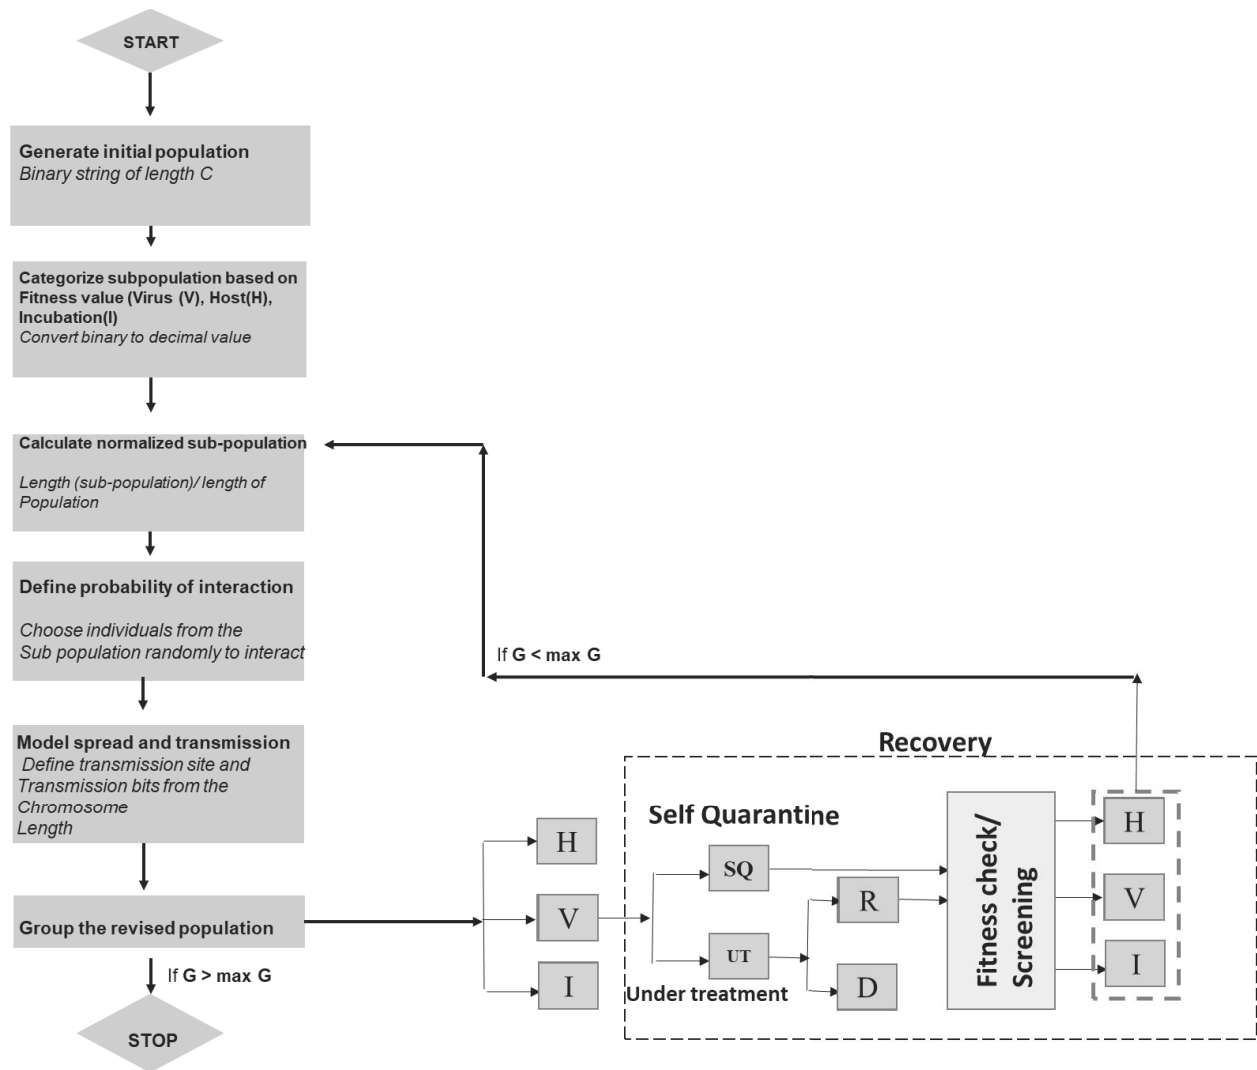 START
Generate initial population
Binary string of length C
Categorize subpopulation based on
Fitness value (Virus (V), Host(H),
Incubation(I)
Convert binary to decimal value
Calculate normalized sub-population
Length (sub-population)/ length of
Population
Define probability of interaction
Choose individuals from the
Sub population randomly to interact
If G < max G
Model spread and transmission
Define transmission site and
Transmission bits from the
Chromosome
Length
Group the revised population
If G > max G
STOP
H
V
I
Recovery
Self Quarantine
SQ
UT
Under treatment
R
D
Fitness check/
Screening
H
V
I